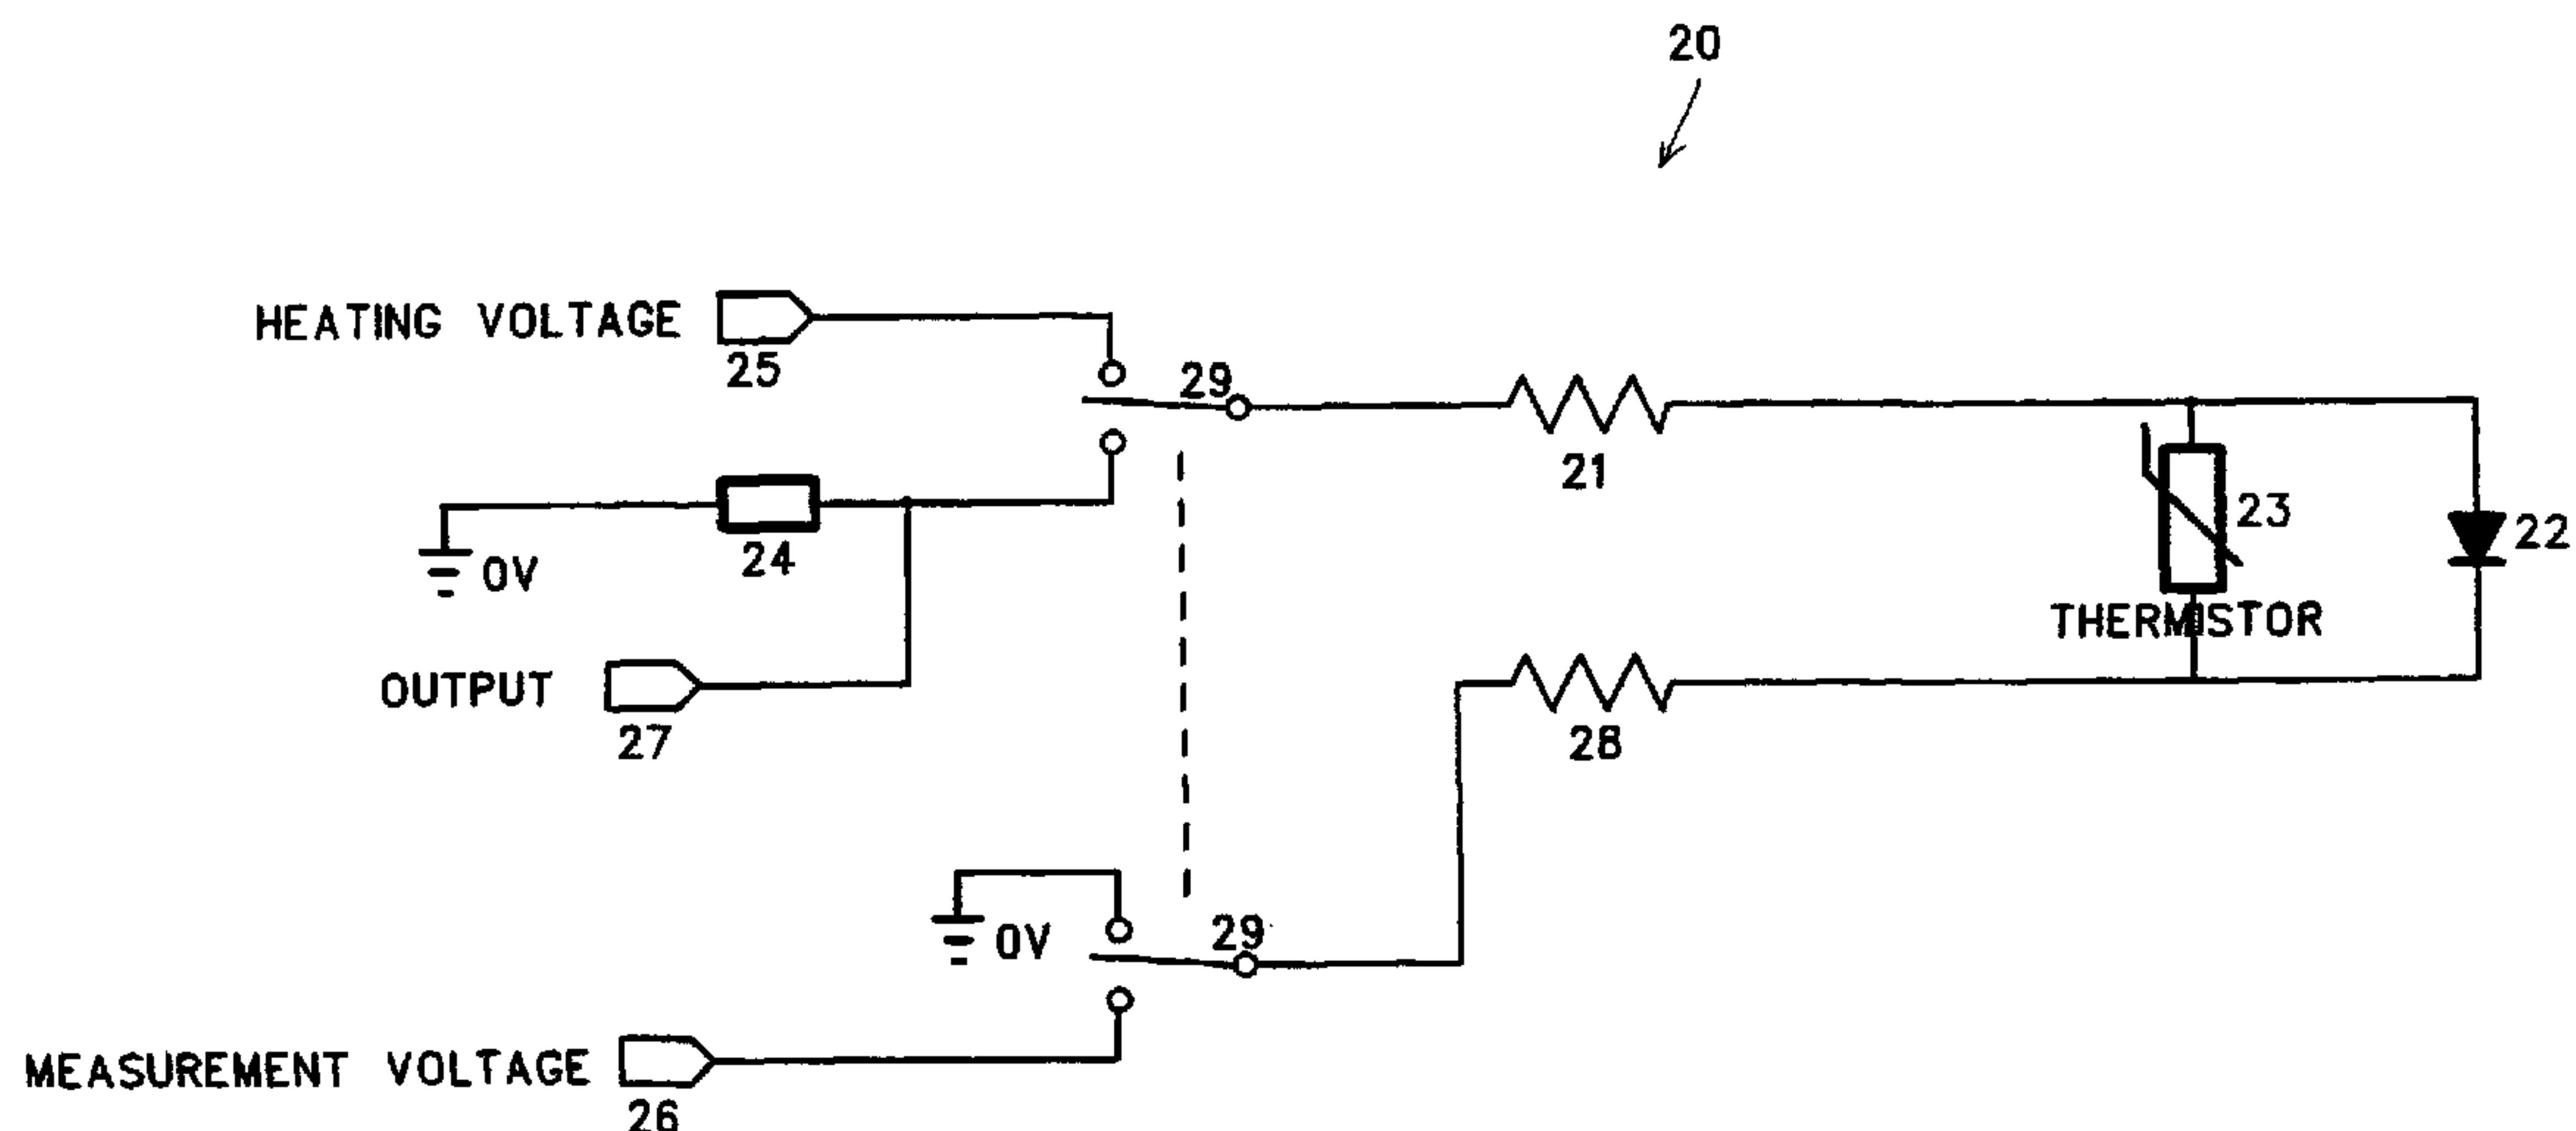 20
HEATING VOLTAGE
25
29
21
24
0V
23
22
THERMISTOR
OUTPUT
27
28
29
0V
MEASUREMENT VOLTAGE
26